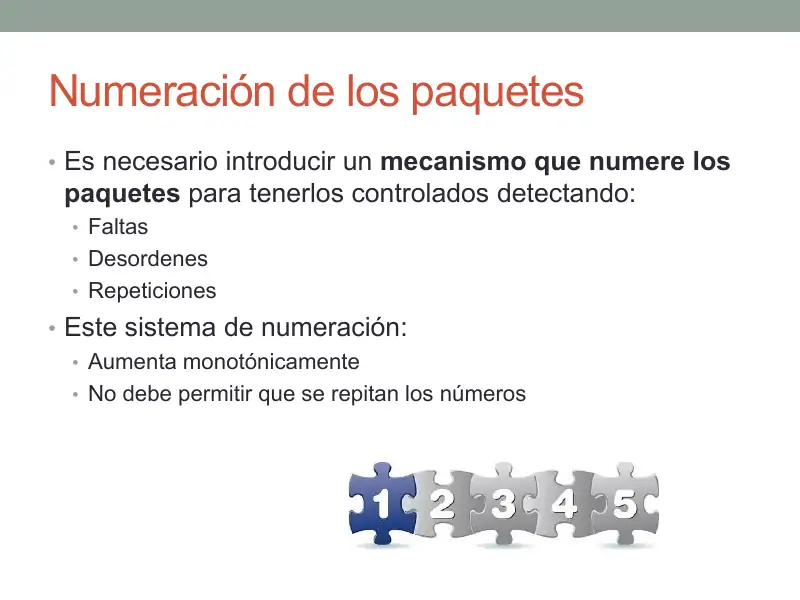 Numeración de los paquetes
• Es necesario introducir un mecanismo que numere los
paquetes para tenerlos controlados detectando:
• Faltas
• Desordenes
• Repeticiones
• Este sistema de numeración:
• Aumenta monotónicamente
• No debe permitir que se repitan los números
1 2 3 4 5